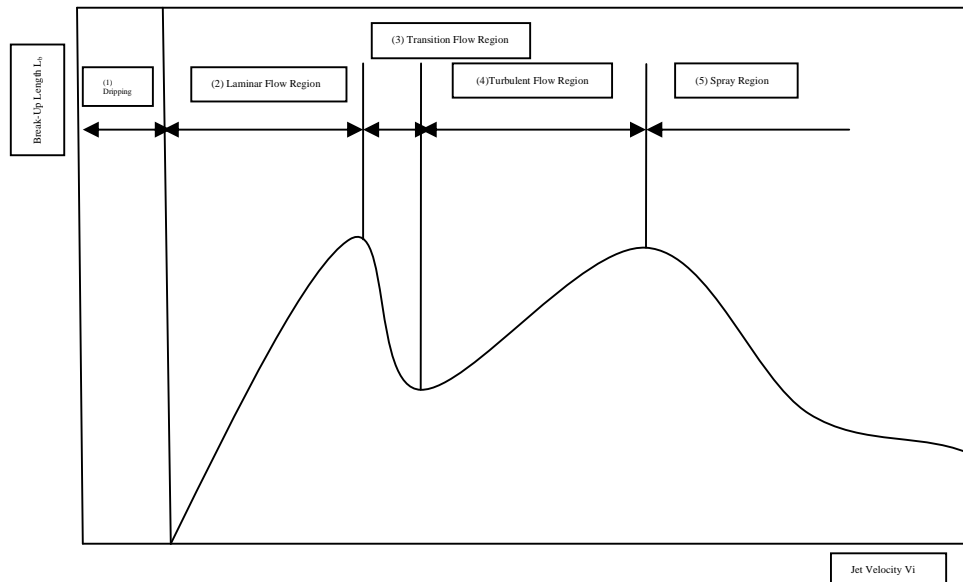 Break-Up Length Lb
(1)
Dripping
(2) Laminar Flow Region
(3) Transition Flow Region
(4)Turbulent Flow Region
(5) Spray Region
Jet Velocity Vi